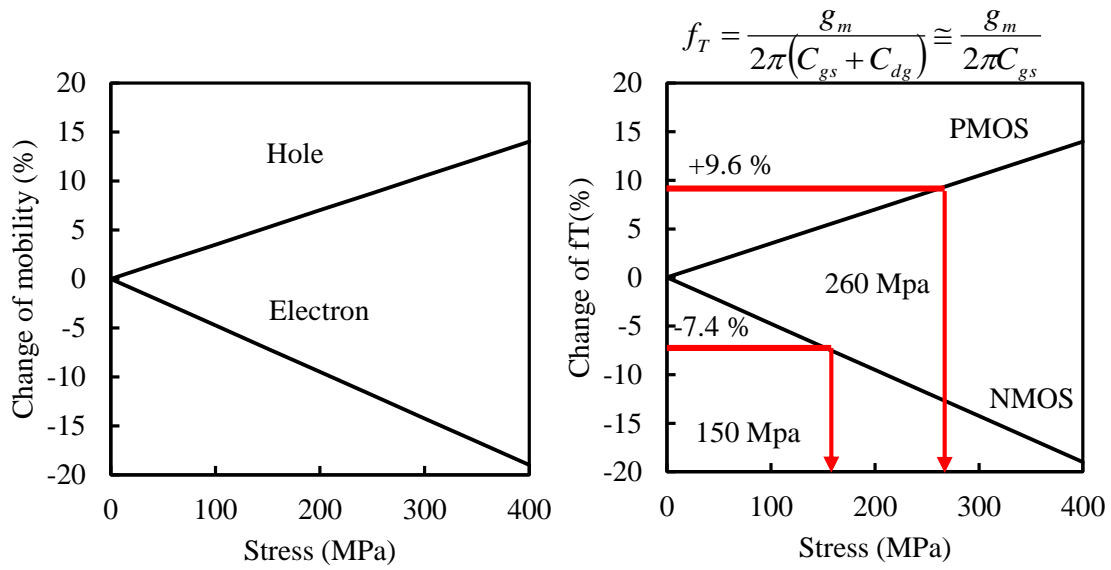 f_T = g_m / 2π(C_gs + C_dg) ≅ g_m / 2πC_gs
20
15
10
5
0
-5
-10
-15
-20
Change of mobility (%)
Hole
Electron
0 100 200 300 400
Stress (MPa)
20
15
10
5
0
-5
-10
-15
-20
Change of fT(%)
PMOS
+9.6 %
260 Mpa
-7.4 %
NMOS
150 Mpa
0 100 200 300 400
Stress (MPa)